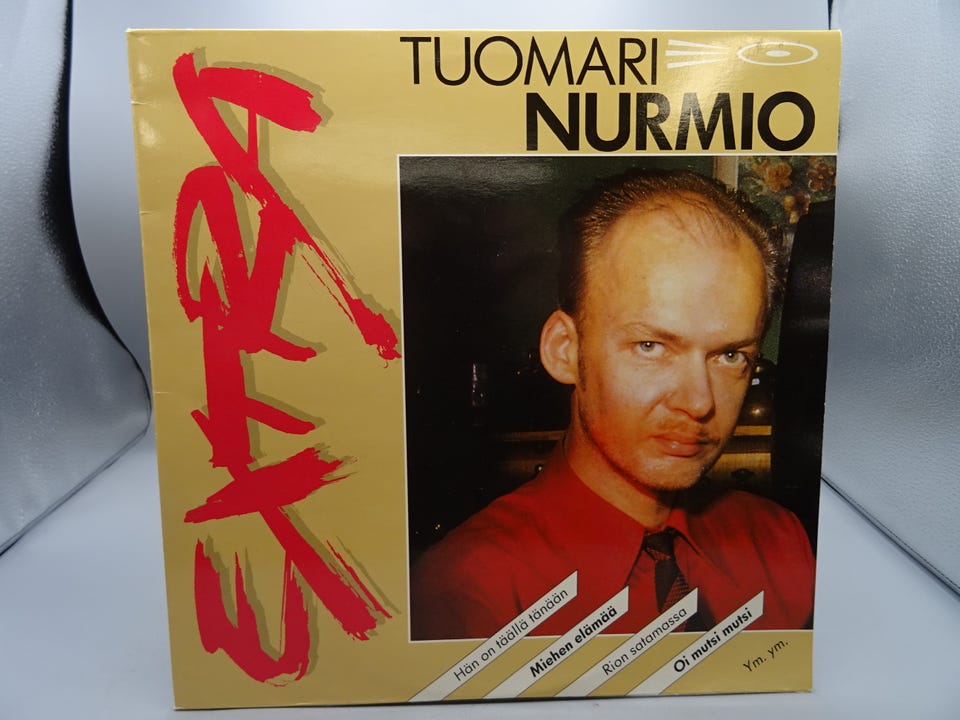 TUOMARI
NURMIO
EXTRA
Hän on täällä tänään
Miehen elämää
Rion satamassa
Oi mutsi mutsi
Ym. ym.